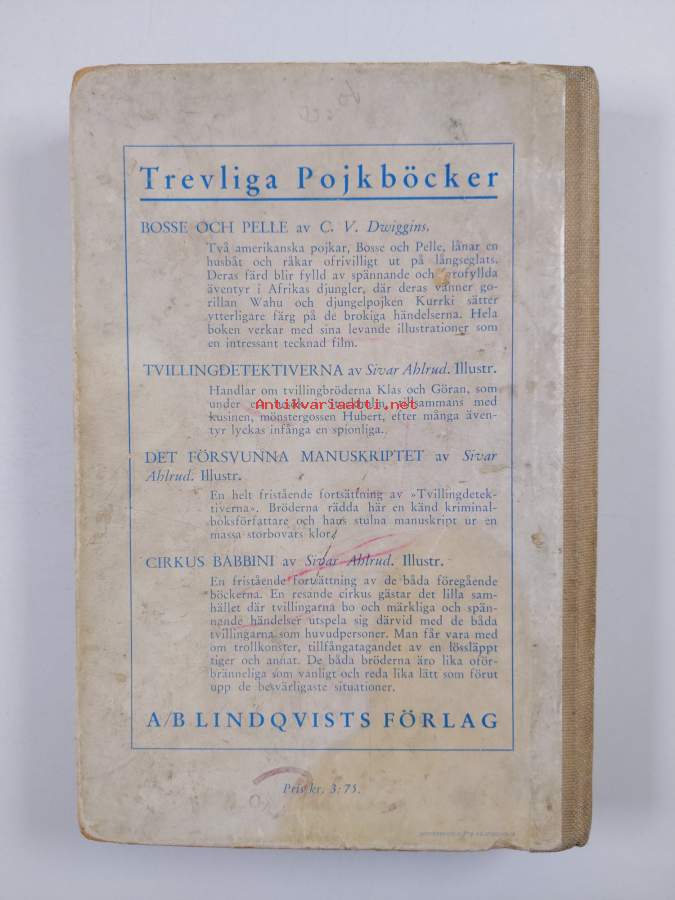 Trevliga Pojkböcker
BOSSE OCH PELLE av C. V. Dwiggins.
Två amerikanska pojkar, Bosse och Pelle, lånar en
husbåt och råkar ofrivilligt ut på långseglats.
Deras färd blir fylld av spännande och strofyllda
äventyr i Afrikas djungler, där deras vänner go-
rillan Wahu och djungelpojken Kurrki sätter
ytterligare färg på de brokiga händelserna. Hela
boken verkar med sina levande illustrationer som
en intressant tecknad film.
TVILLINGDETEKTIVERNA av Sivar Ahlrud. Illustr.
Handlar om tvillingbröderna Klas och Göran, som
under tillsammans med
Antikvariaatti.net
kusinen, mönstergossen Hubert, efter många även-
tyr lyckas infånga en spionliga.
DET FÖRSVUNNA MANUSKRIPTET av Sivar
Ahlrud. Illustr.
En helt fristående fortsättning av »Tvillingdetek-
tiverna». Bröderna rädda här en känd kriminal-
boksförfattare och hans stulna manuskript ur en
massa storbovars klor.
CIRKUS BABBINI av Sivar Ahlrud. Illustr.
En fristående fortsättning av de båda föregående
böckerna. En resande cirkus gästar det lilla sam-
hället där tvillingarna bo och märkliga och spän-
nande händelser utspela sig därvid med de båda
tvillingarna som huvudpersoner. Man får vara med
om trollkonster, tillfångatagandet av en lössläppt
tiger och annat. De båda bröderna äro lika oför-
bränneliga som vanligt och reda lika lätt som förut
upp de besvärligaste situationer.
A/B LINDQVISTS FÖRLAG
Pris kr. 3:75.